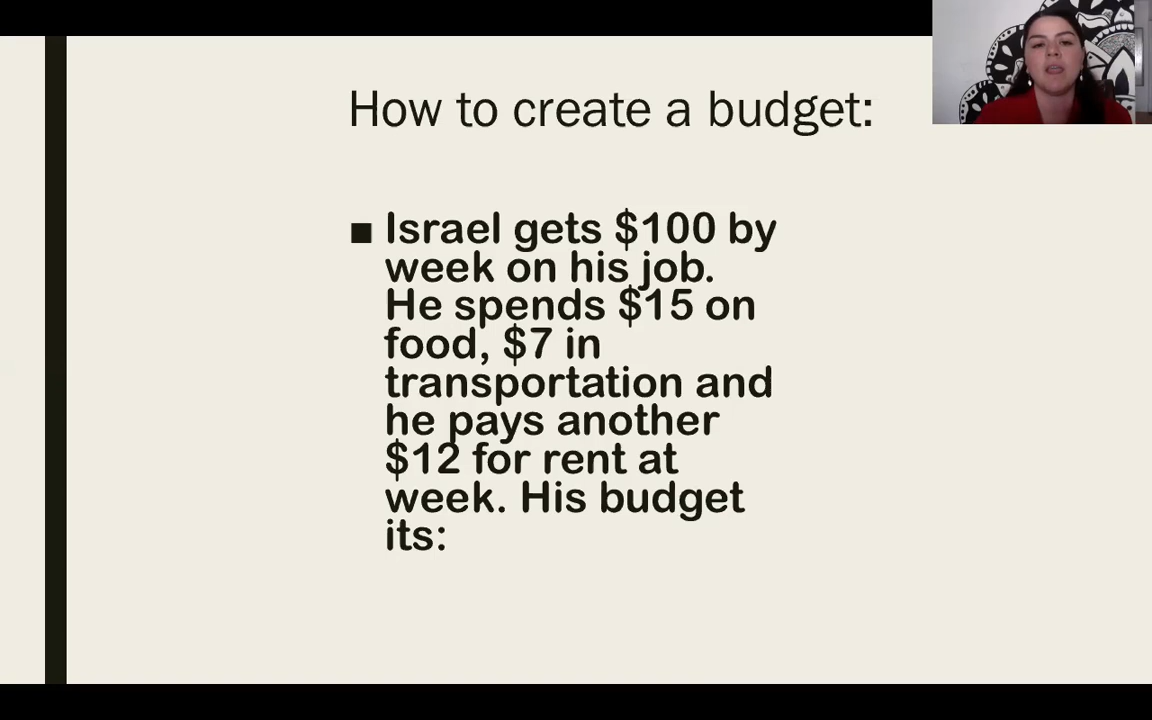 How to create a budget:
Israel gets $100 by
week on his job.
He spends $15 on
food, $7 in
transportation and
he pays another
$12 for rent at
week. His budget
its: